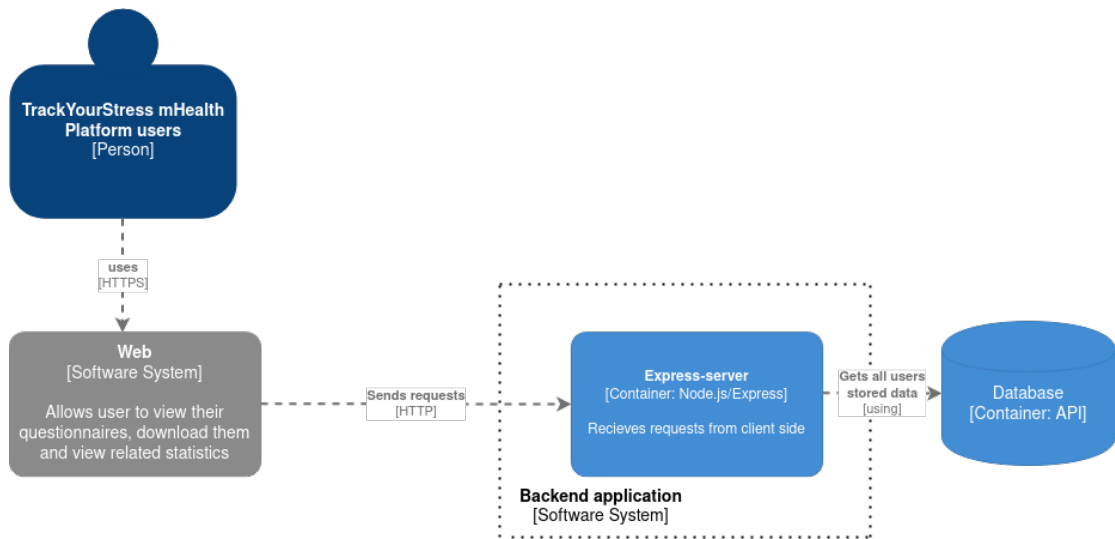 TrackYourStress mHealth
Platform users
[Person]
uses
[HTTPS]
Web
[Software System]
Allows user to view their
questionnaires, download them
and view related statistics
Sends requests
[HTTP]
Express-server
[Container: Node.js/Express]
Recieves requests from client side
Backend application
[Software System]
Gets all users
stored data
[using]
Database
[Container: API]